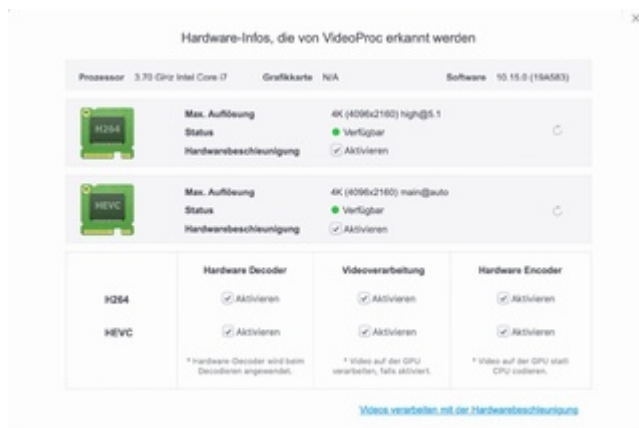 Hardware-Infos, die von VideoProc erkannt werden
Prozessor 3.70 GHz Intel Core i7 Grafikkarte N/A Software 10.15.0 (19A583)
H264
Max. Auflösung 4K (4096x2160) high@5.1
Status Verfügbar
Hardwarebeschleunigung Aktivieren
HEVC
Max. Auflösung 4K (4096x2160) main@auto
Status Verfügbar
Hardwarebeschleunigung Aktivieren
Hardware Decoder Videoverarbeitung Hardware Encoder
H264 Aktivieren Aktivieren Aktivieren
HEVC Aktivieren Aktivieren Aktivieren
* Hardware-Decoder wird beim * Video auf der GPU * Video auf der GPU statt
Decodieren angewendet. verarbeiten, falls aktiviert. CPU codieren.
Videos verarbeiten mit der Hardwarebeschleunigung